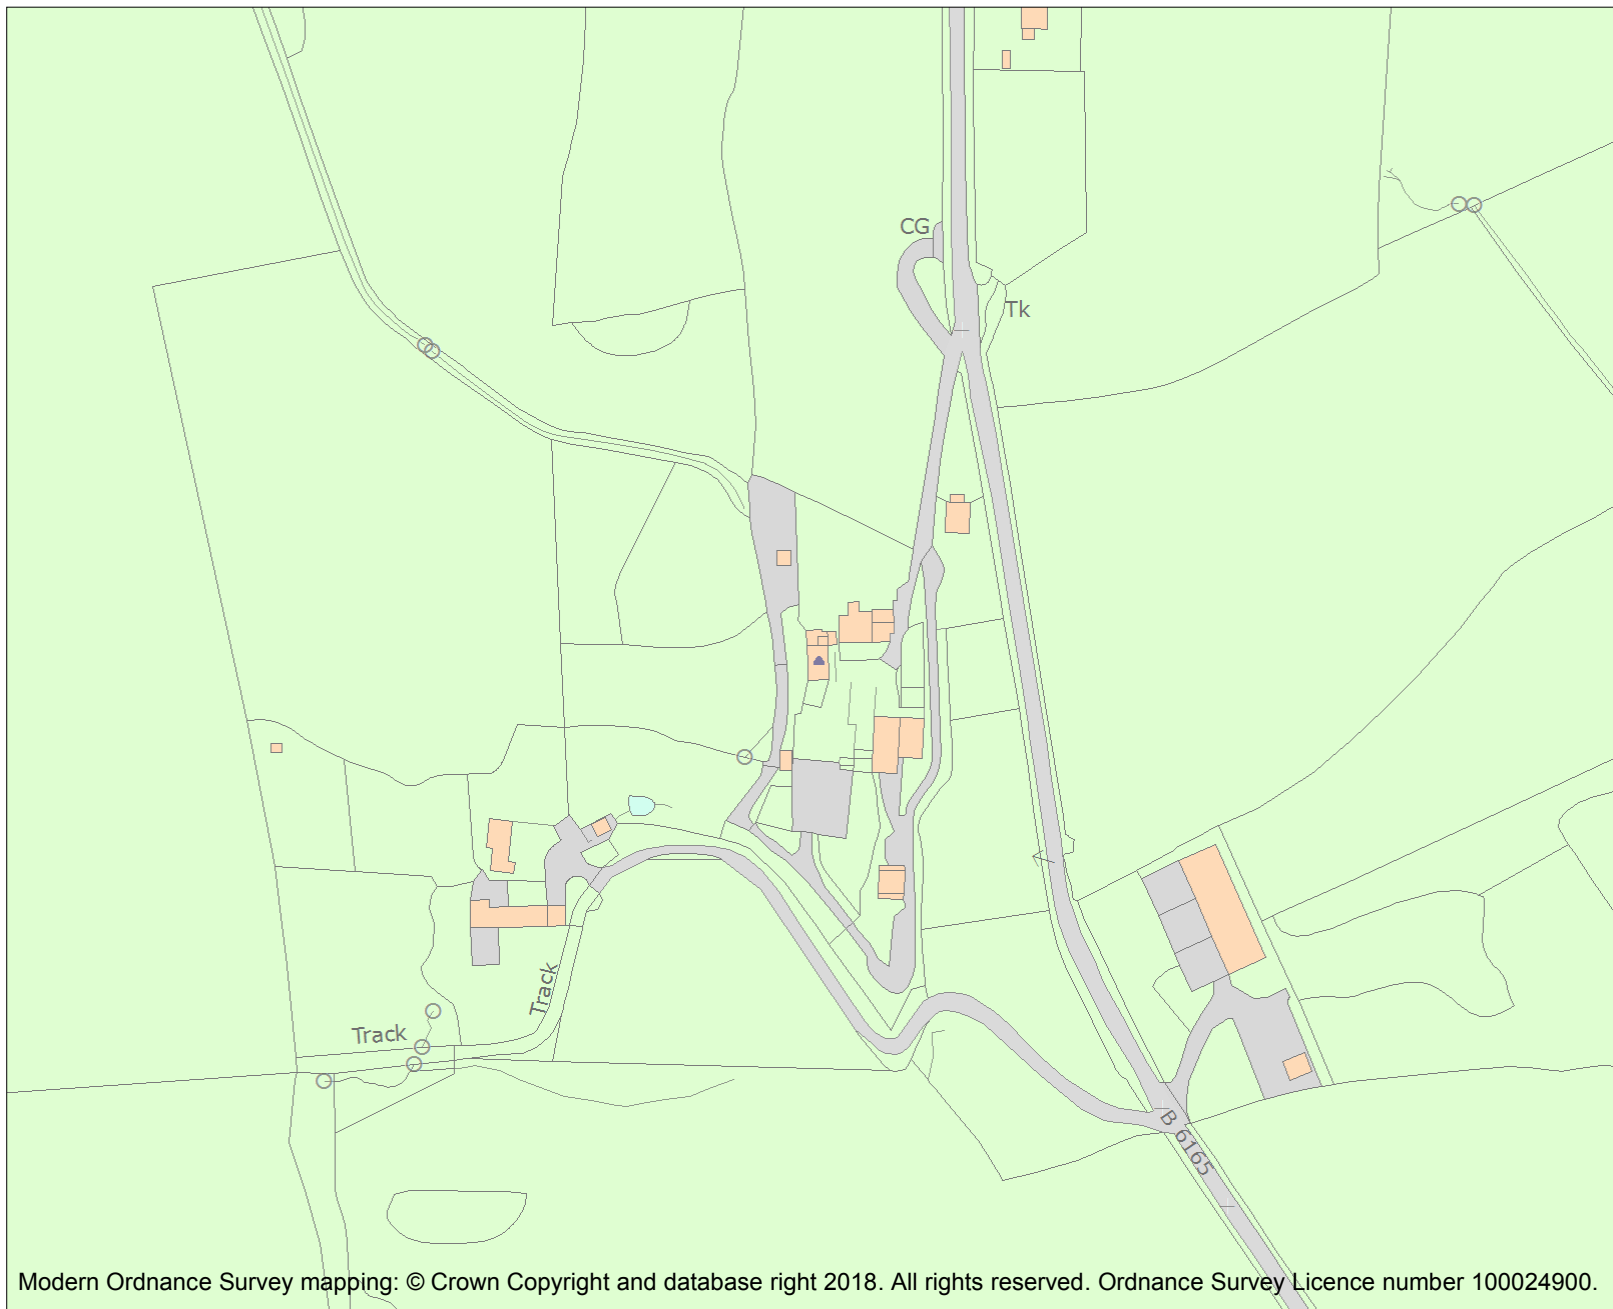 CG
Tk
Track
Track
B 6165
Modern Ordnance Survey mapping: © Crown Copyright and database right 2018. All rights reserved. Ordnance Survey Licence number 100024900.